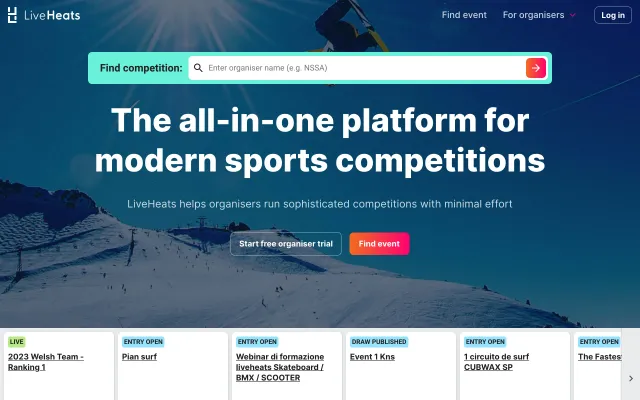 LiveHeats
Find event
For organisers
Log in
Find competition:
Enter organiser name (e.g. NSSA)
The all-in-one platform for
modern sports competitions
LiveHeats helps organisers run sophisticated competitions with minimal effort
Start free organiser trial
Find event
LIVE
2023 Welsh Team -
Ranking 1
ENTRY OPEN
Pian surf
ENTRY OPEN
Webinar di formazione
liveheats Skateboard /
BMX / SCOOTER
DRAW PUBLISHED
Event 1 Kns
ENTRY OPEN
1 circuito de surf
CUBWAX SP
ENTRY OPEN
The Fastes